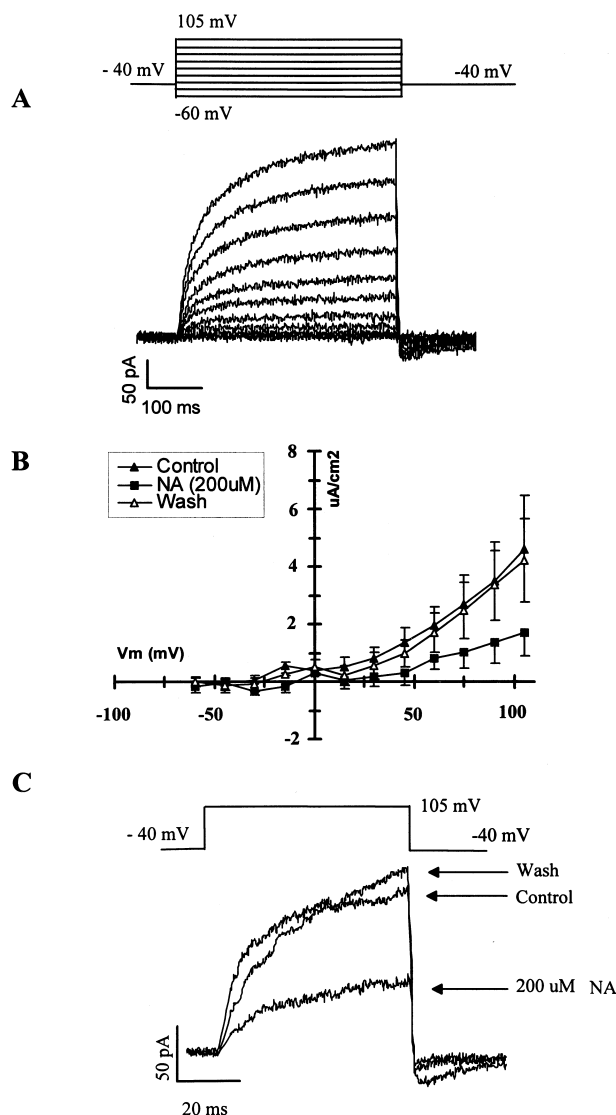 105 mV
- 40 mV
-40 mV
A
-60 mV
50 pA
100 ms
B
Control
NA (200uM)
Wash
8
uA/cm2
6
4
2
Vm (mV)
-100
-50
50
100
-2
C
105 mV
- 40 mV
-40 mV
Wash
Control
200 uM NA
50 pA
20 ms